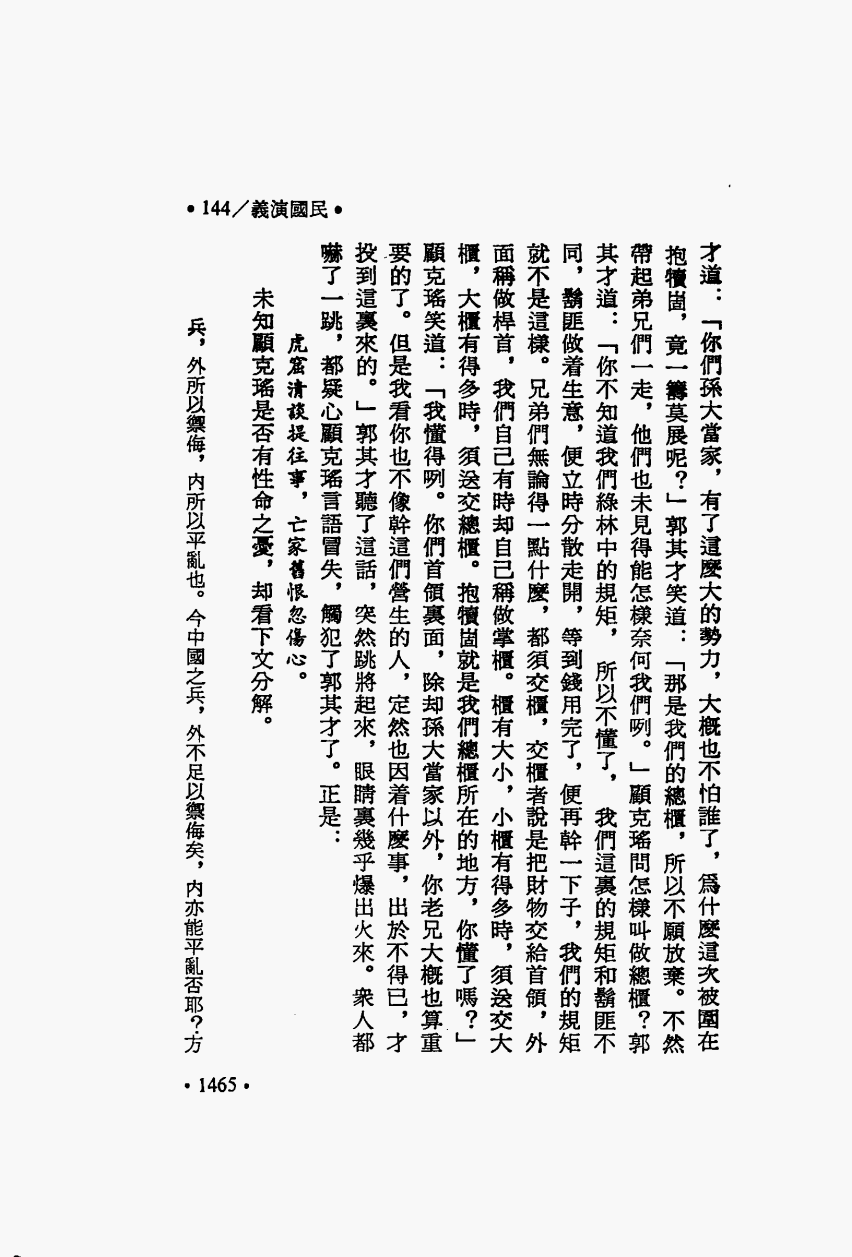 •144／義演國民•
才道：「你們孫大當家，有了這麼大的勢力，大概也不怕誰了，爲什麼這次被圍在
抱犢崮，竟一籌莫展呢？」郭其才笑道：「那是我們的總櫃，所以不願放棄。不然
帶起弟兄們一走，他們也未見得能怎樣奈何我們咧。」顧克瑤問怎樣叫做總櫃？郭
其才道：「你不知道我們綠林中的規矩，所以不懂了，我們這裏的規矩和鬍匪不
同，鬍匪做着生意，便立時分散走開，等到錢用完了，便再幹一下子，我們的規矩
就不是這樣。兄弟們無論得一點什麼，都須交櫃，交櫃者說是把財物交給首領，外
面稱做桿首，我們自己有時却自己稱做掌櫃。櫃有大小，小櫃有得多時，須送交大
櫃，大櫃有得多時，須送交總櫃。抱犢崮就是我們總櫃所在的地方，你懂了嗎？」
顧克瑤笑道：「我懂得咧。你們首領裏面，除却孫大當家以外，你老兄大概也算重
要的了。但是我看你也不像幹這們營生的人，定然也因着什麼事，出於不得已，才
投到這裏來的。」郭其才聽了這話，突然跳將起來，眼睛裏幾乎爆出火來。衆人都
嚇了一跳，都疑心顧克瑤言語冒失，觸犯了郭其才了。正是：
虎窟清談提往事，亡家舊恨忽傷心。
未知顧克瑤是否有性命之憂，却看下文分解。
兵，外所以禦侮，內所以平亂也。今中國之兵，外不足以禦侮矣，內亦能平亂否耶？方
•1465•